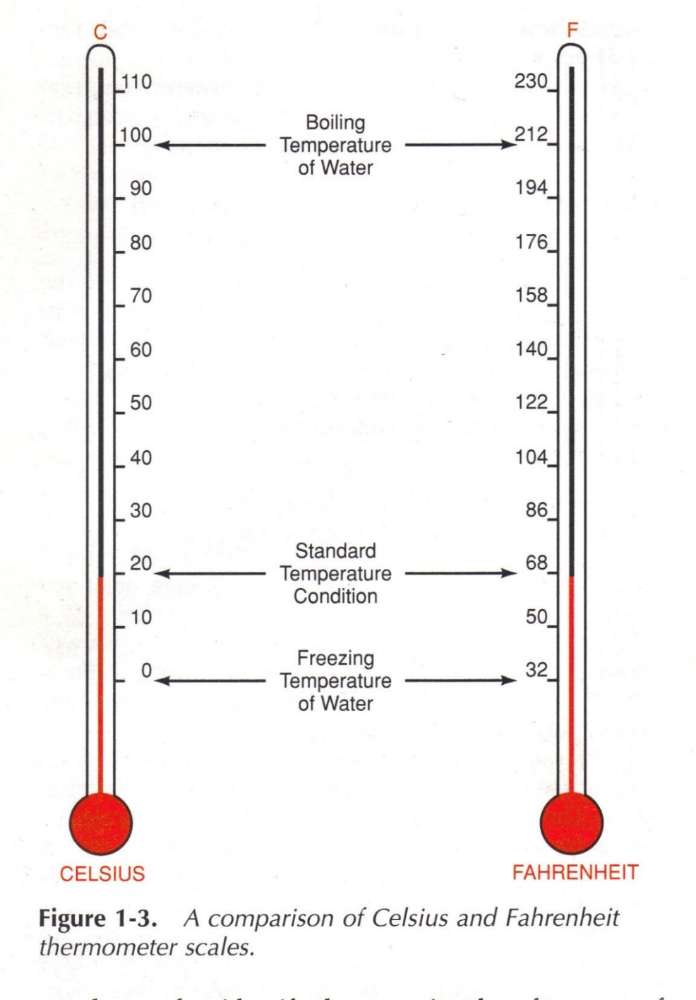 C
F
110
230
Boiling
Temperature
of Water
100
212
90
194
80
176
70
158
60
140
50
122
40
104
30
86
Standard
Temperature
Condition
20
68
10
50
Freezing
Temperature
of Water
0
32
CELSIUS
FAHRENHEIT
Figure 1-3. A comparison of Celsius and Fahrenheit
thermometer scales.